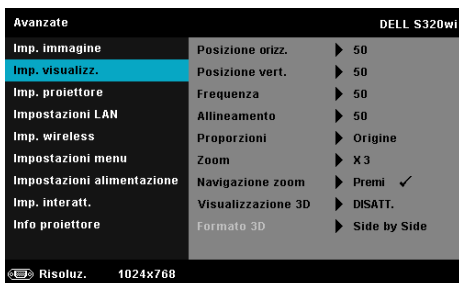 Avanzate DELL S320wi
Imp. immagine
Imp. visualizz.
Imp. proiettore
Impostazioni LAN
Imp. wireless
Impostazioni menu
Impostazioni alimentazione
Imp. interatt.
Info proiettore
Posizione orizz. 50
Posizione vert. 50
Frequenza 50
Allineamento 50
Proporzioni Origine
Zoom X 3
Navigazione zoom Premi ✓
Visualizzazione 3D DISATT.
Formato 3D Side by Side
Risoluz. 1024x768